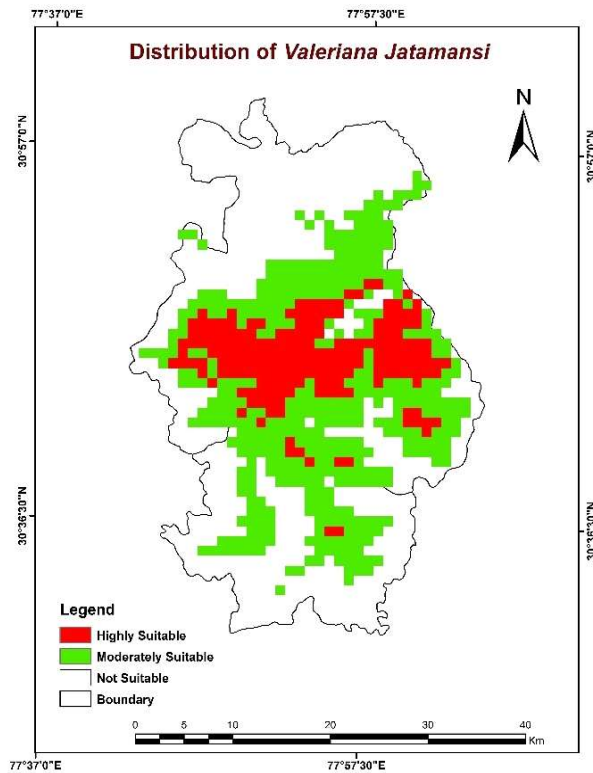 77°37'0"E 77°57'30"E
Distribution of Valeriana Jatamansi
N
30°57'0"N 30°57'0"N
30°36'30"N 30°36'30"N
Legend
Highly Suitable
Moderately Suitable
Not Suitable
Boundary
0 5 10 20 30 40
Km
77°37'0"E 77°57'30"E